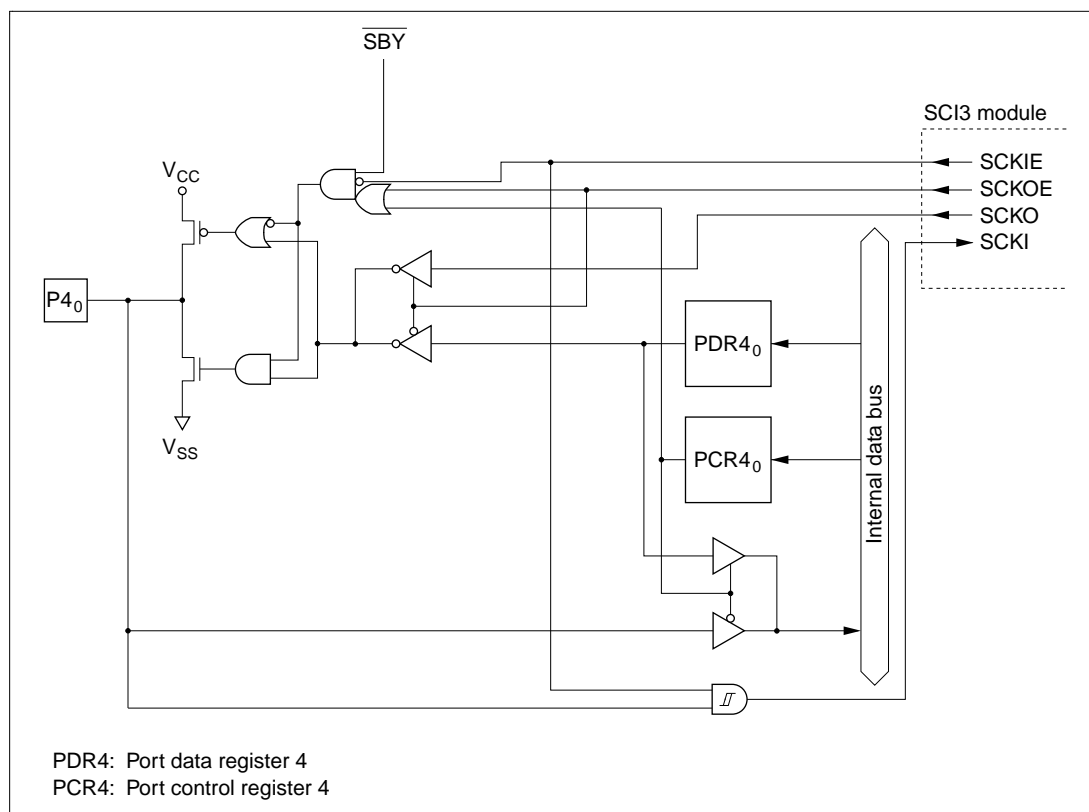 SBY
SCI3 module
VCC
SCKIE
SCKOE
SCKO
SCKI
P40
PDR40
VSS
PCR40
Internal data bus
PDR4: Port data register 4
PCR4: Port control register 4